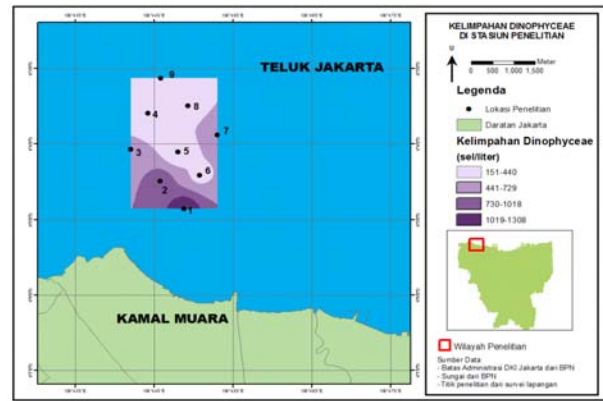 KELIMPAHAN DINOPHYCEAE
DI STASIUN PENELITIAN
U
Meter
0 500 1,000 1,500
Legenda
Lokasi Penelitian
Daratan Jakarta
Kelimpahan Dinophyceae
(sel/liter)
151-440
441-729
730-1018
1019-1308
Wilayah Penelitian
Sumber Data
- Batas Administrasi DKI Jakarta dari BPN
- Sungai dari BPN
- Titik penelitian dari survei lapangan
TELUK JAKARTA
9
8
4
7
3
5
6
2
1
KAMAL MUARA